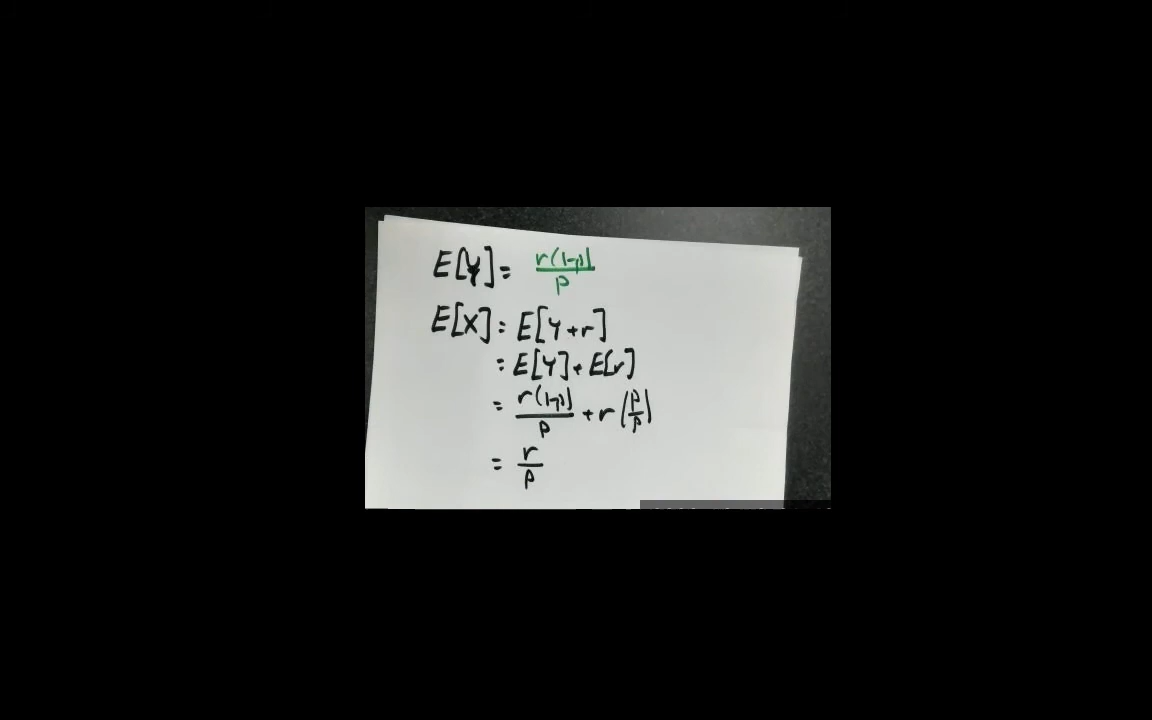 E[Y] = r(1-p)/p
E[X] = E[Y+r]
= E[Y] + E[r]
= r(1-p)/p + r(p/p)
= r/p